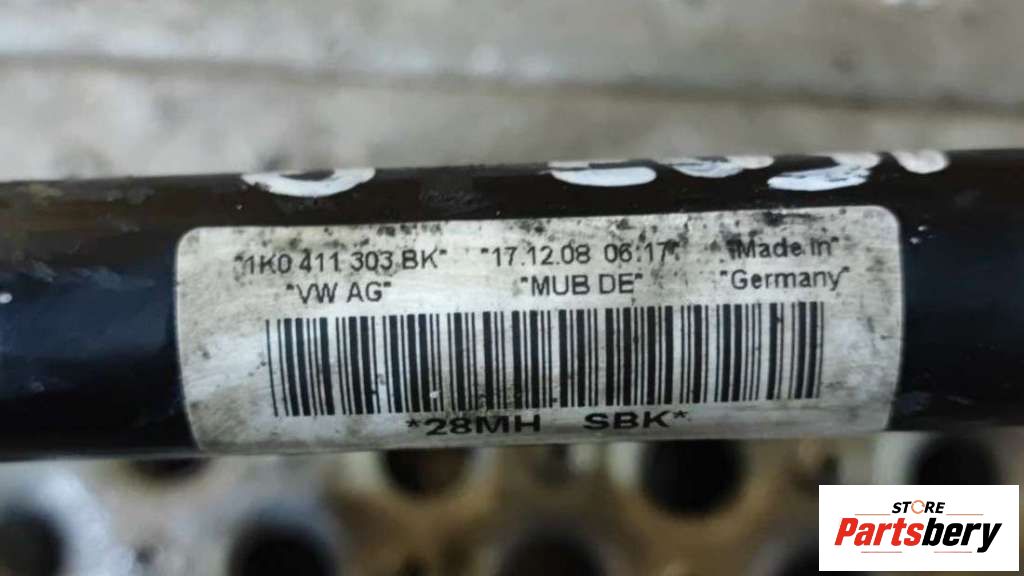 "1K0 411 303 BK" "17.12.08 06:17" "Made in"
"VW AG" "MUB DE" "Germany"
*28MH SBK*
STORE
Partsbery